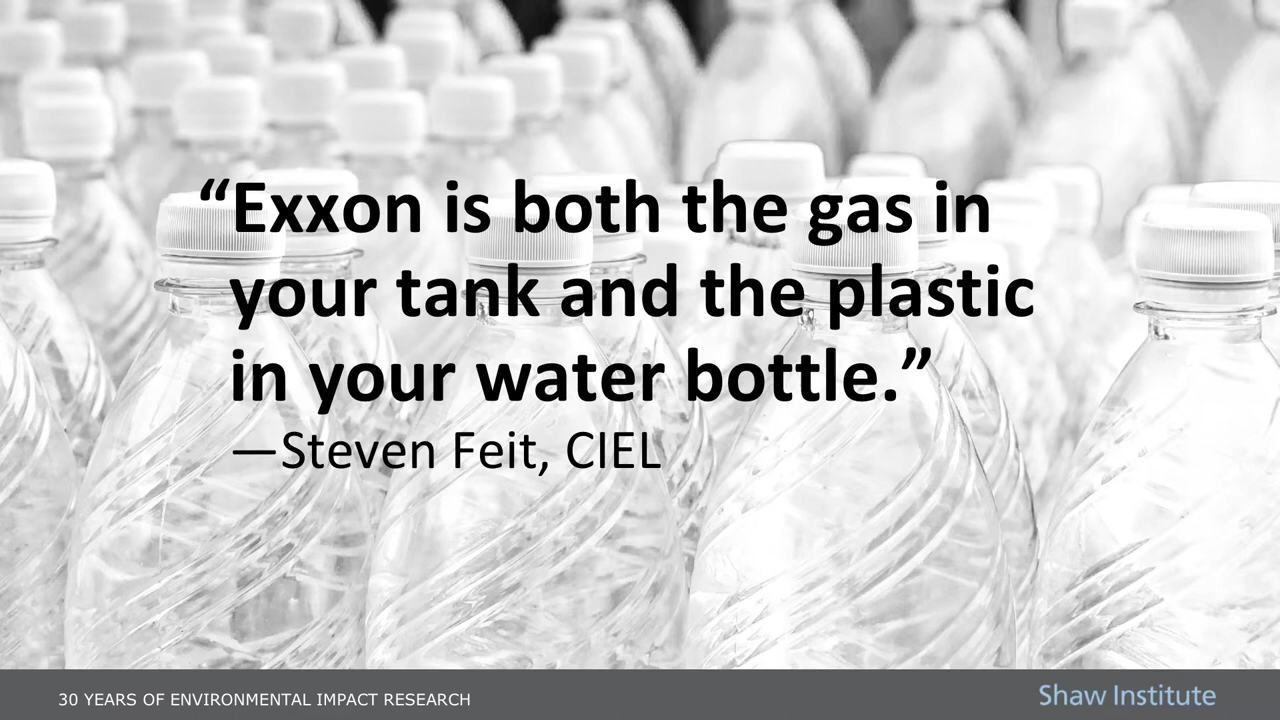 “Exxon is both the gas in
your tank and the plastic
in your water bottle.”
—Steven Feit, CIEL
30 YEARS OF ENVIRONMENTAL IMPACT RESEARCH
Shaw Institute